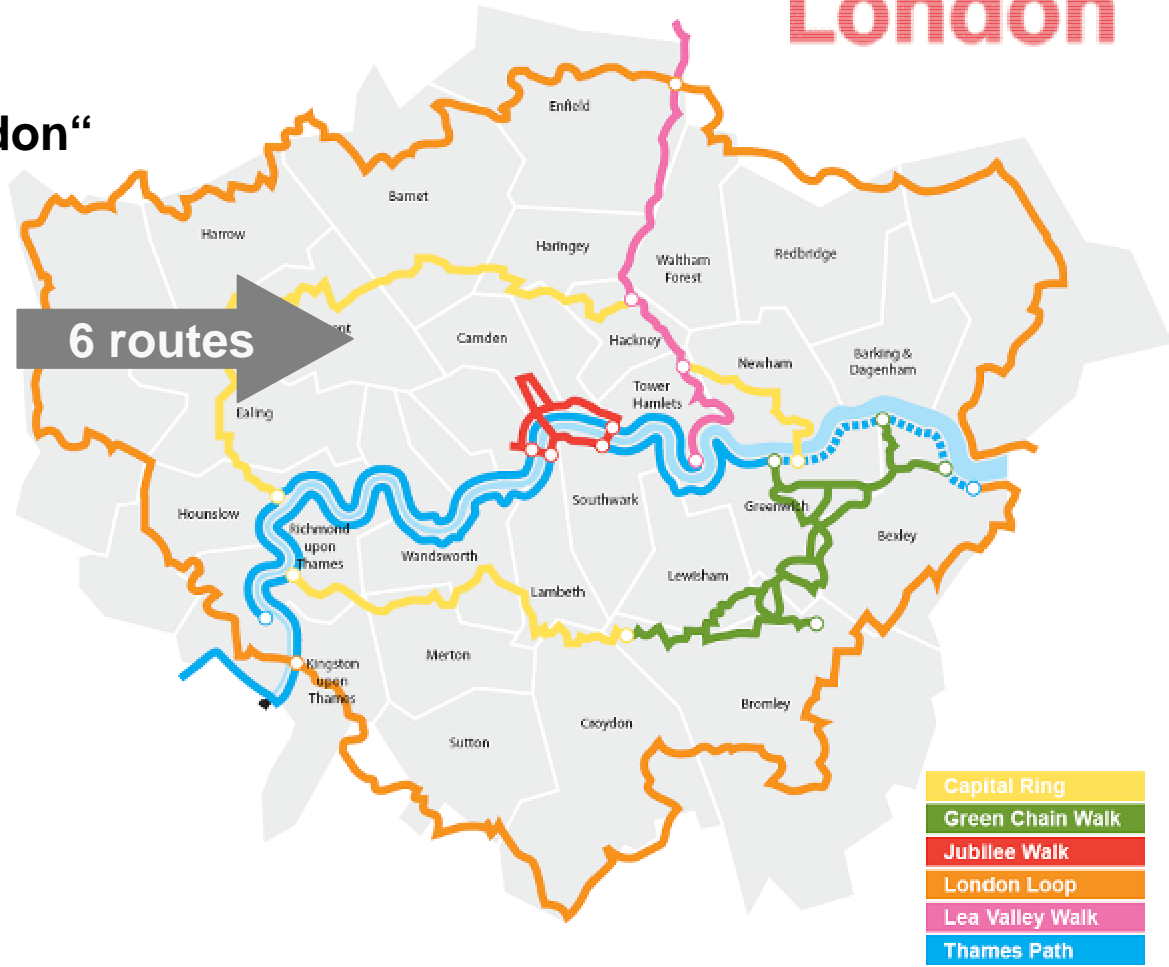 London
don“
Enfield
Barnet
Harrow
Haringey
Waltham
Forest
Redbridge
6 routes
Camden
Hackney
Newham
Barking &
Dagenham
Tower
Hamlets
Ealing
Southwark
Greenwich
Hounslow
Richmond
upon
Thames
Wandsworth
Bexley
Lewisham
Lambeth
Merton
Kingston
upon
Thames
Bromley
Croydon
Sutton
Capital Ring
Green Chain Walk
Jubilee Walk
London Loop
Lea Valley Walk
Thames Path